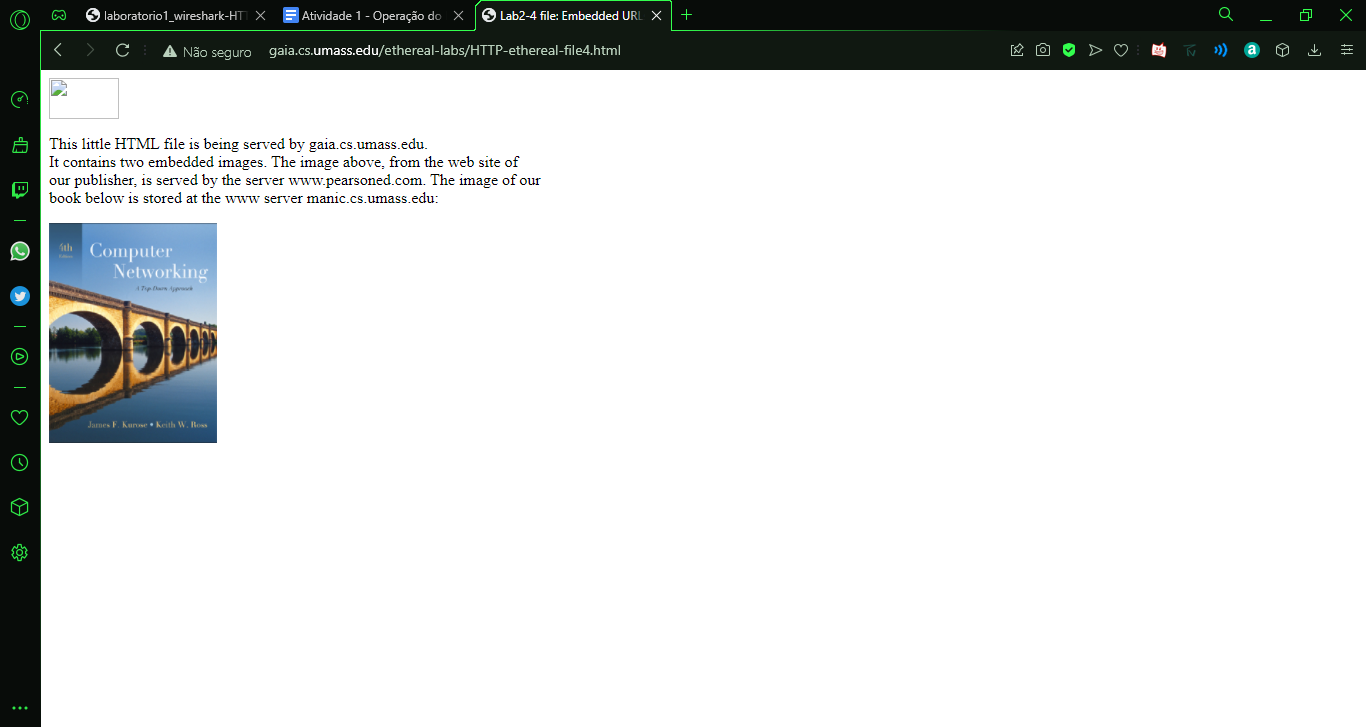 laboratorio1_wireshark-HTT
Atividade 1 - Operação do
Lab2-4 file: Embedded URL
Não seguro
gaia.cs.umass.edu/ethereal-labs/HTTP-ethereal-file4.html
This little HTML file is being served by gaia.cs.umass.edu.
It contains two embedded images. The image above, from the web site of
our publisher, is served by the server www.pearsoned.com. The image of our
book below is stored at the www server manic.cs.umass.edu:
Edition
Computer
Networking
A Top-Down Approach
James F. Kurose • Keith W. Ross